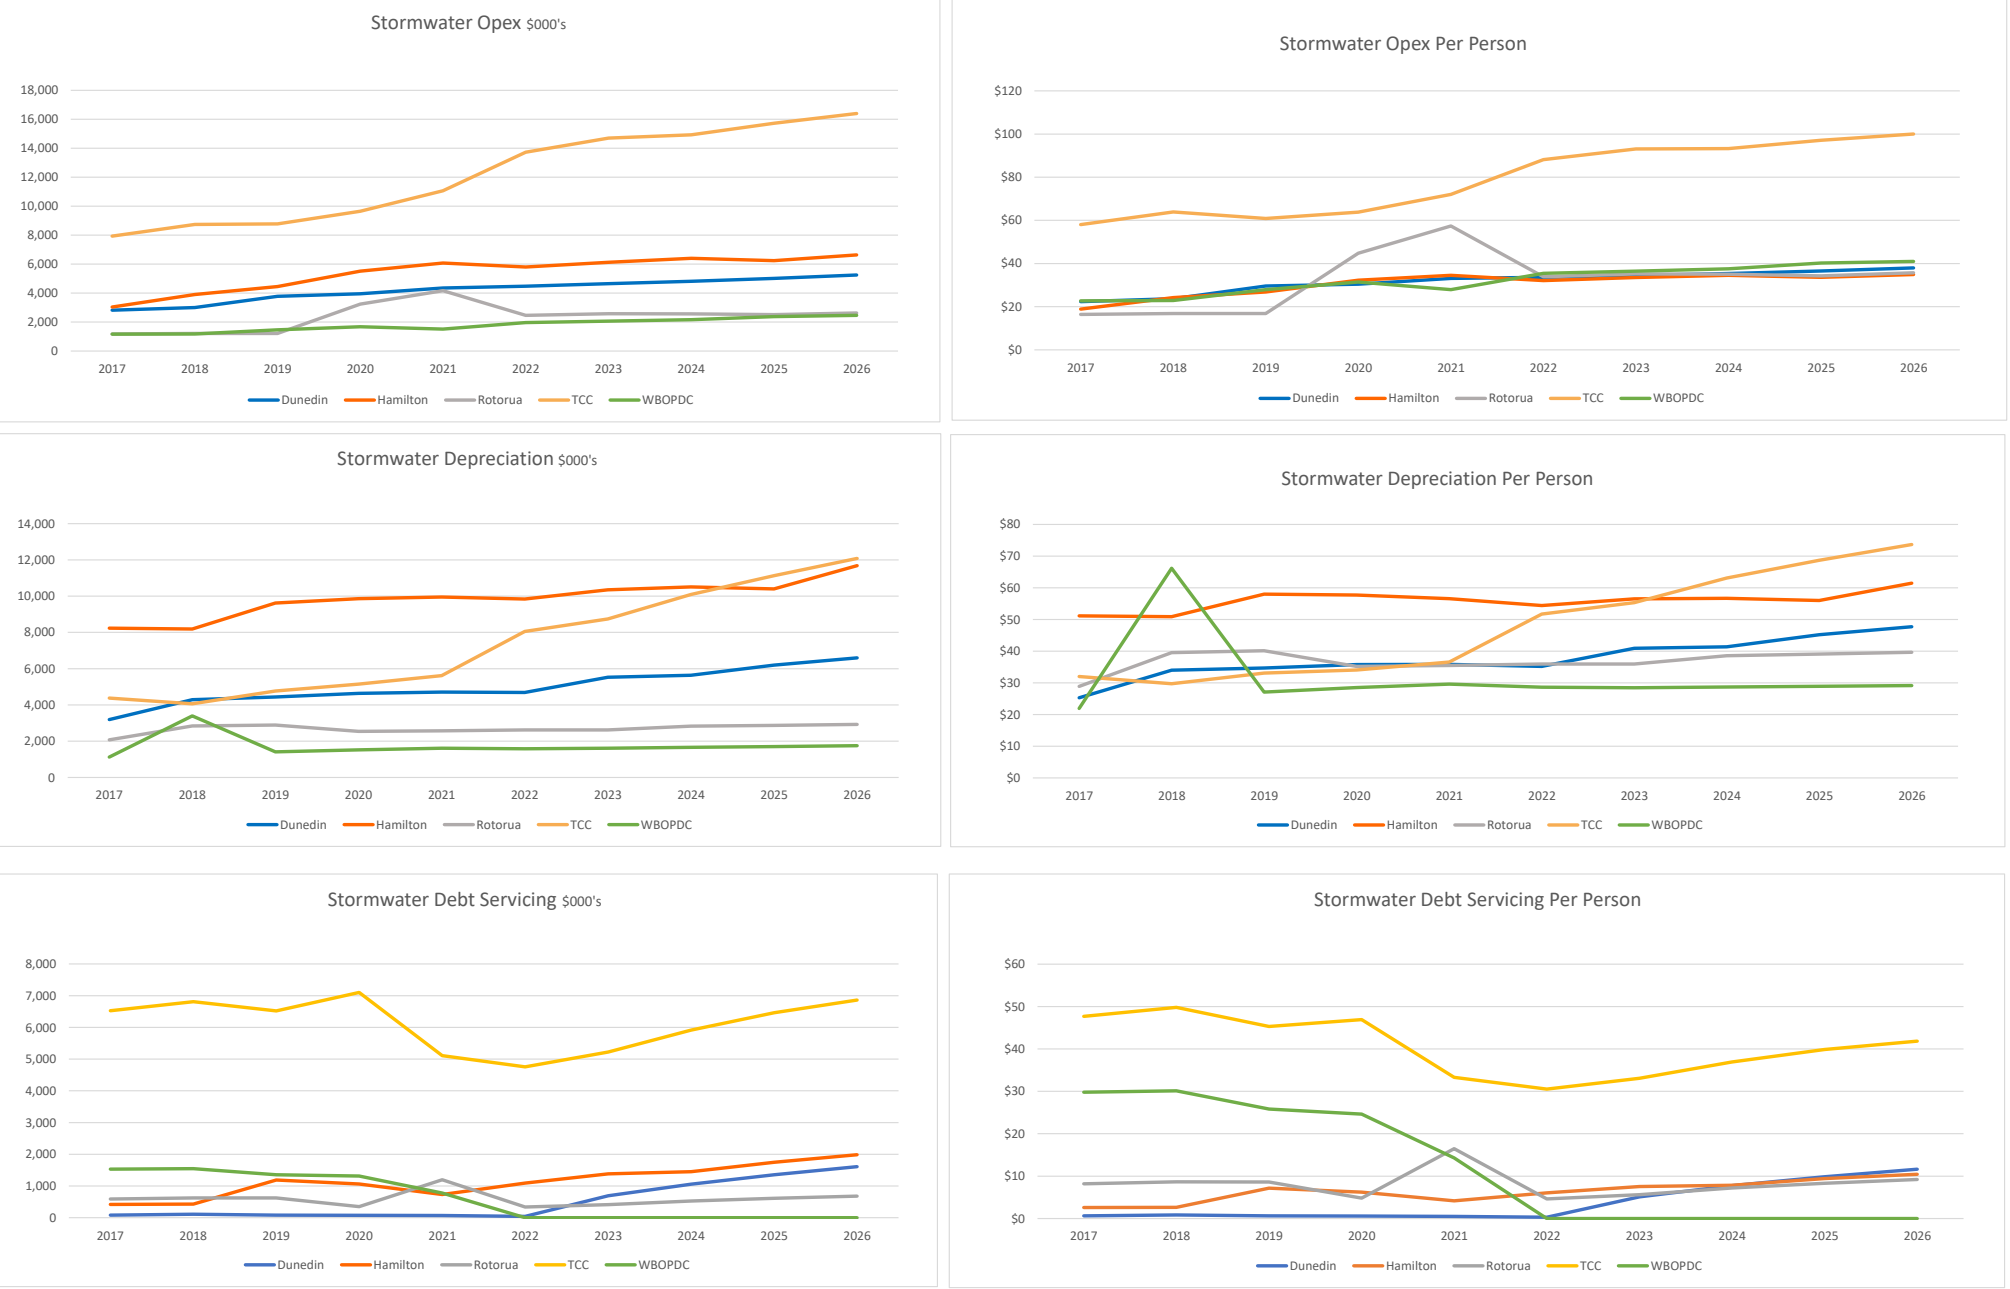 Stormwater Opex $000's
18,000
16,000
14,000
12,000
10,000
8,000
6,000
4,000
2,000
0
2017 2018 2019 2020 2021 2022 2023 2024 2025 2026
Dunedin Hamilton Rotorua TCC WBOPDC
Stormwater Opex Per Person
$120
$100
$80
$60
$40
$20
$0
2017 2018 2019 2020 2021 2022 2023 2024 2025 2026
Dunedin Hamilton Rotorua TCC WBOPDC
Stormwater Depreciation $000's
14,000
12,000
10,000
8,000
6,000
4,000
2,000
0
2017 2018 2019 2020 2021 2022 2023 2024 2025 2026
Dunedin Hamilton Rotorua TCC WBOPDC
Stormwater Depreciation Per Person
$80
$70
$60
$50
$40
$30
$20
$10
$0
2017 2018 2019 2020 2021 2022 2023 2024 2025 2026
Dunedin Hamilton Rotorua TCC WBOPDC
Stormwater Debt Servicing $000's
8,000
7,000
6,000
5,000
4,000
3,000
2,000
1,000
0
2017 2018 2019 2020 2021 2022 2023 2024 2025 2026
Dunedin Hamilton Rotorua TCC WBOPDC
Stormwater Debt Servicing Per Person
$60
$50
$40
$30
$20
$10
$0
2017 2018 2019 2020 2021 2022 2023 2024 2025 2026
Dunedin Hamilton Rotorua TCC WBOPDC